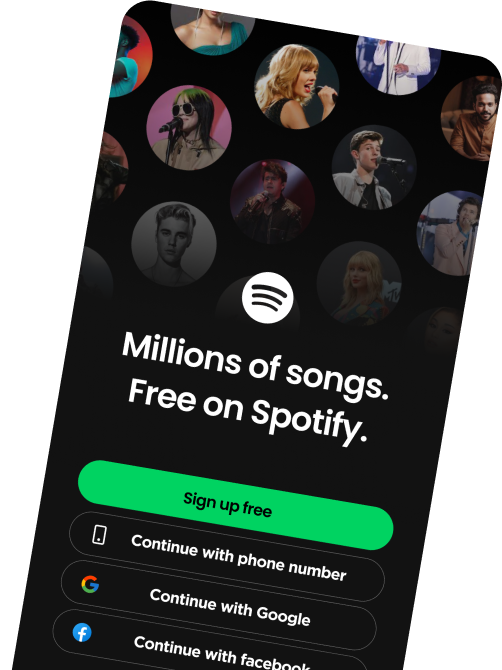 Millions of songs.
Free on Spotify.
Sign up free
Continue with phone number
Continue with Google
Continue with facebook